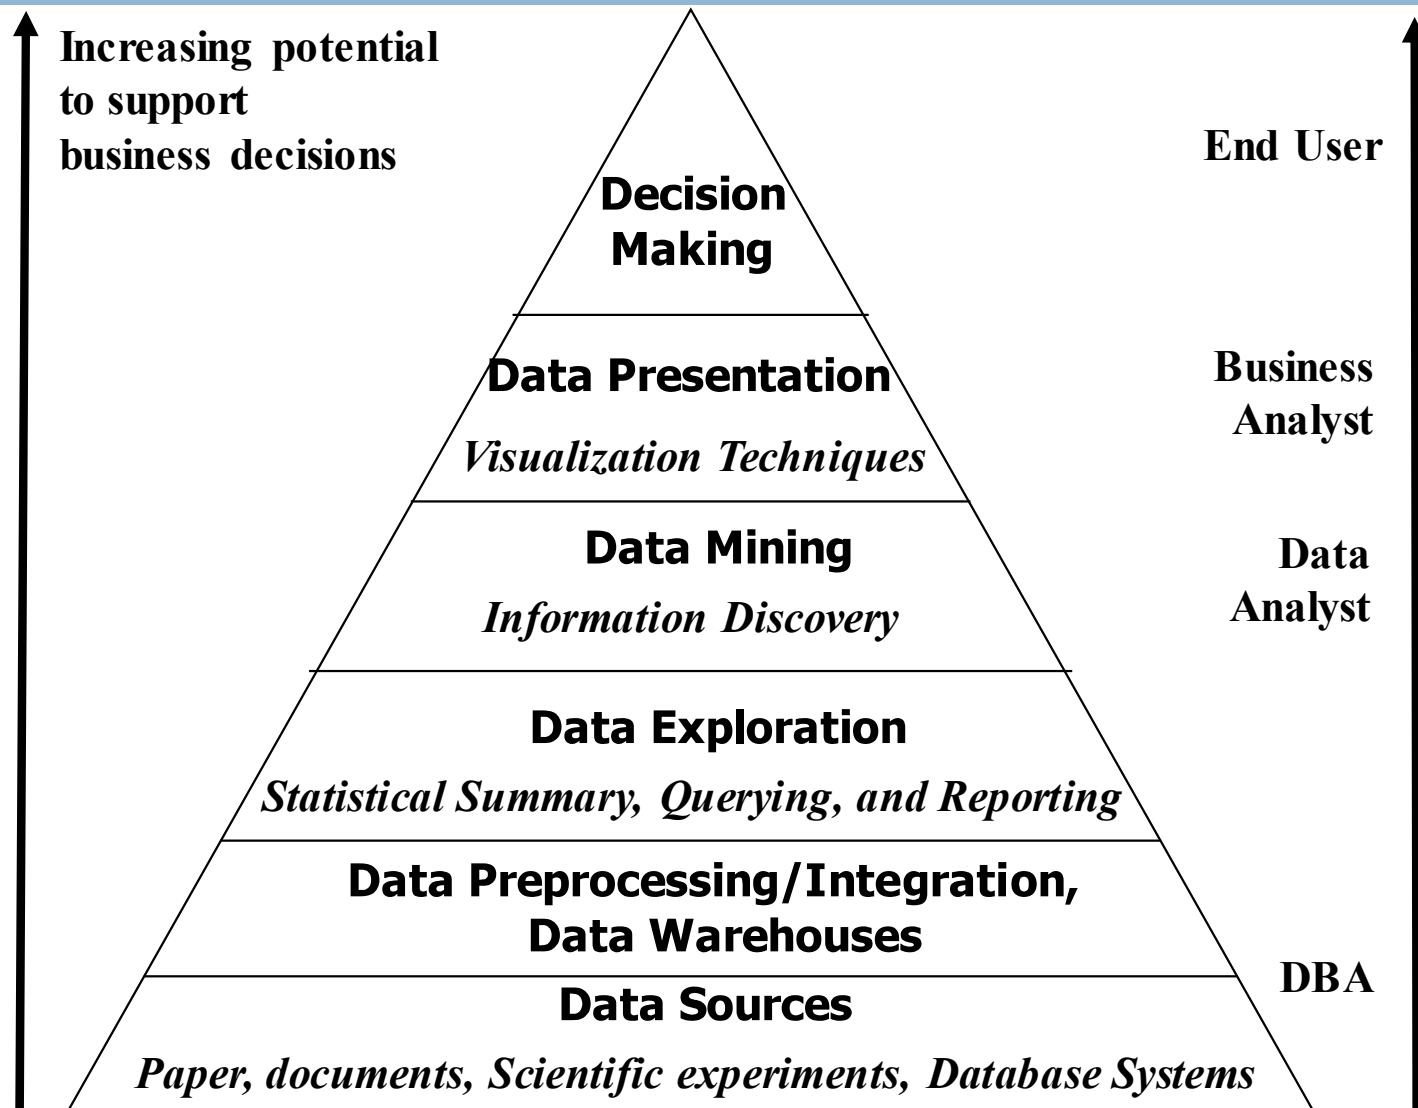 Increasing potential
to support
business decisions
End User
Decision
Making
Data Presentation
Visualization Techniques
Business
Analyst
Data Mining
Information Discovery
Data
Analyst
Data Exploration
Statistical Summary, Querying, and Reporting
Data Preprocessing/Integration,
Data Warehouses
DBA
Data Sources
Paper, documents, Scientific experiments, Database Systems